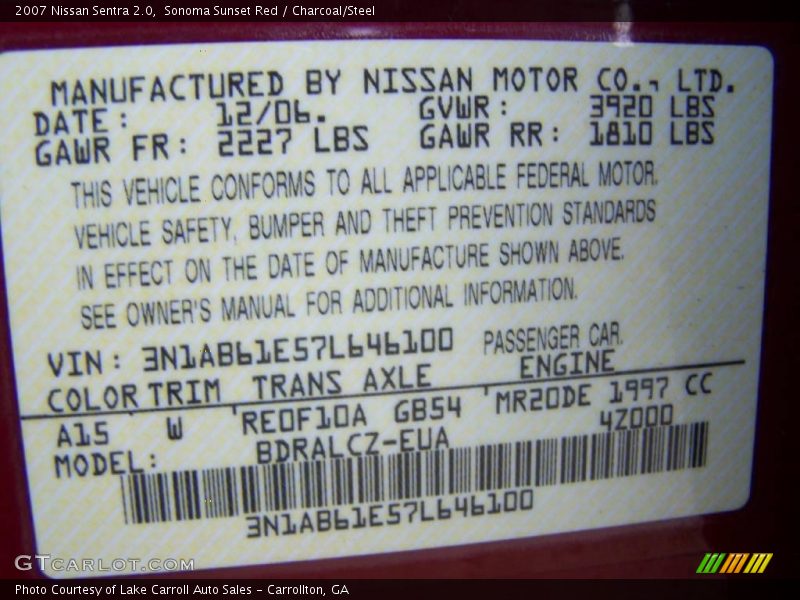 2007 Nissan Sentra 2.0,  Sonoma Sunset Red / Charcoal/Steel
MANUFACTURED BY NISSAN MOTOR CO., LTD.
DATE: 12/06. GVWR: 3920 LBS
GAWR FR: 2227 LBS GAWR RR: 1810 LBS
THIS VEHICLE CONFORMS TO ALL APPLICABLE FEDERAL MOTOR.
VEHICLE SAFETY, BUMPER AND THEFT PREVENTION STANDARDS
IN EFFECT ON THE DATE OF MANUFACTURE SHOWN ABOVE.
SEE OWNER'S MANUAL FOR ADDITIONAL INFORMATION.
VIN: 3N1AB61E57L646100 PASSENGER CAR.
COLOR TRIM TRANS AXLE ENGINE
A15 W RE0F10A GB54 MR20DE 1997 CC
MODEL: BDRALCZ-EUA 4Z000
3N1AB61E57L646100
GTCARLOT.COM
Photo Courtesy of Lake Carroll Auto Sales - Carrollton, GA